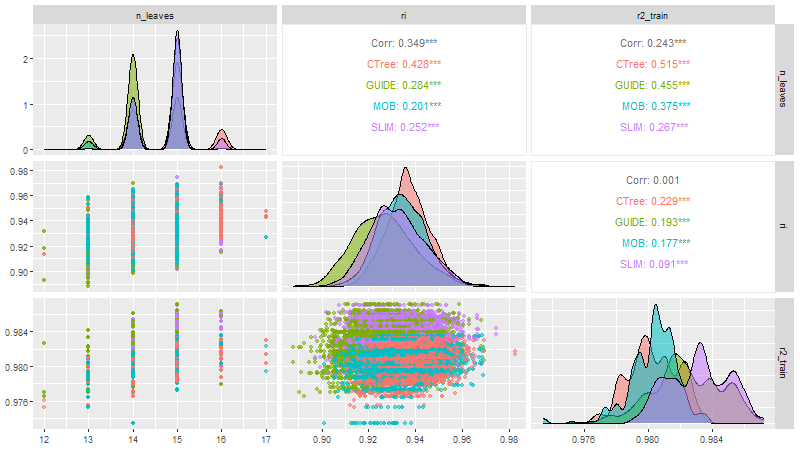 n_leaves ri r2_train
Corr: 0.349*** Corr: 0.243***
CTree: 0.428*** CTree: 0.515***
GUIDE: 0.284*** GUIDE: 0.455***
MOB: 0.201*** MOB: 0.375***
SLIM: 0.252*** SLIM: 0.267***
n_leaves
2
1
0
Corr: 0.001
CTree: 0.229***
GUIDE: 0.193***
MOB: 0.177***
SLIM: 0.091***
ri
0.98
0.96
0.94
0.92
0.90
r2_train
0.984
0.980
0.976
12 13 14 15 16 17 0.90 0.92 0.94 0.96 0.98 0.976 0.980 0.984